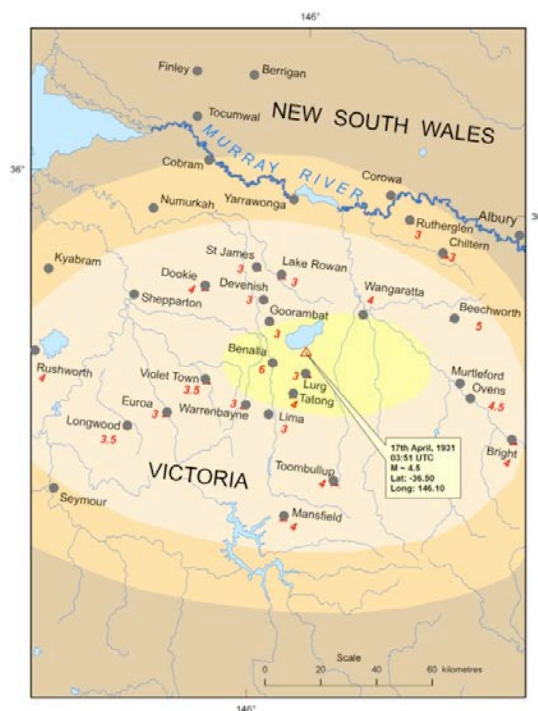 146°
Finley
Berrigan
NEW SOUTH WALES
Tocumwal
MURRAY RIVER
36°
Cobram
Corowa
Numurkah
Yarrawonga
Albury
Rutherglen
3
Chiltern
3
St James
3
Lake Rowan
3
Kyabram
Dookie
4
Devenish
3
Wangaratta
4
Shepparton
Goorambat
3
Beechworth
5
Benalla
6
Rushworth
4
Violet Town
3.5
3
Lurg
Murtleford
Ovens
4.5
Tatong
4
Euroa
3
Warrenbayne
3
Lima
3
Longwood
3.5
Bright
4
17th April, 1931
03:51 UTC
M ~ 4.5
Lat: -36.50
Long: 146.10
VICTORIA
Toombullup
4
Seymour
Mansfield
4
Scale
0 20 40 60 kilometres
146°